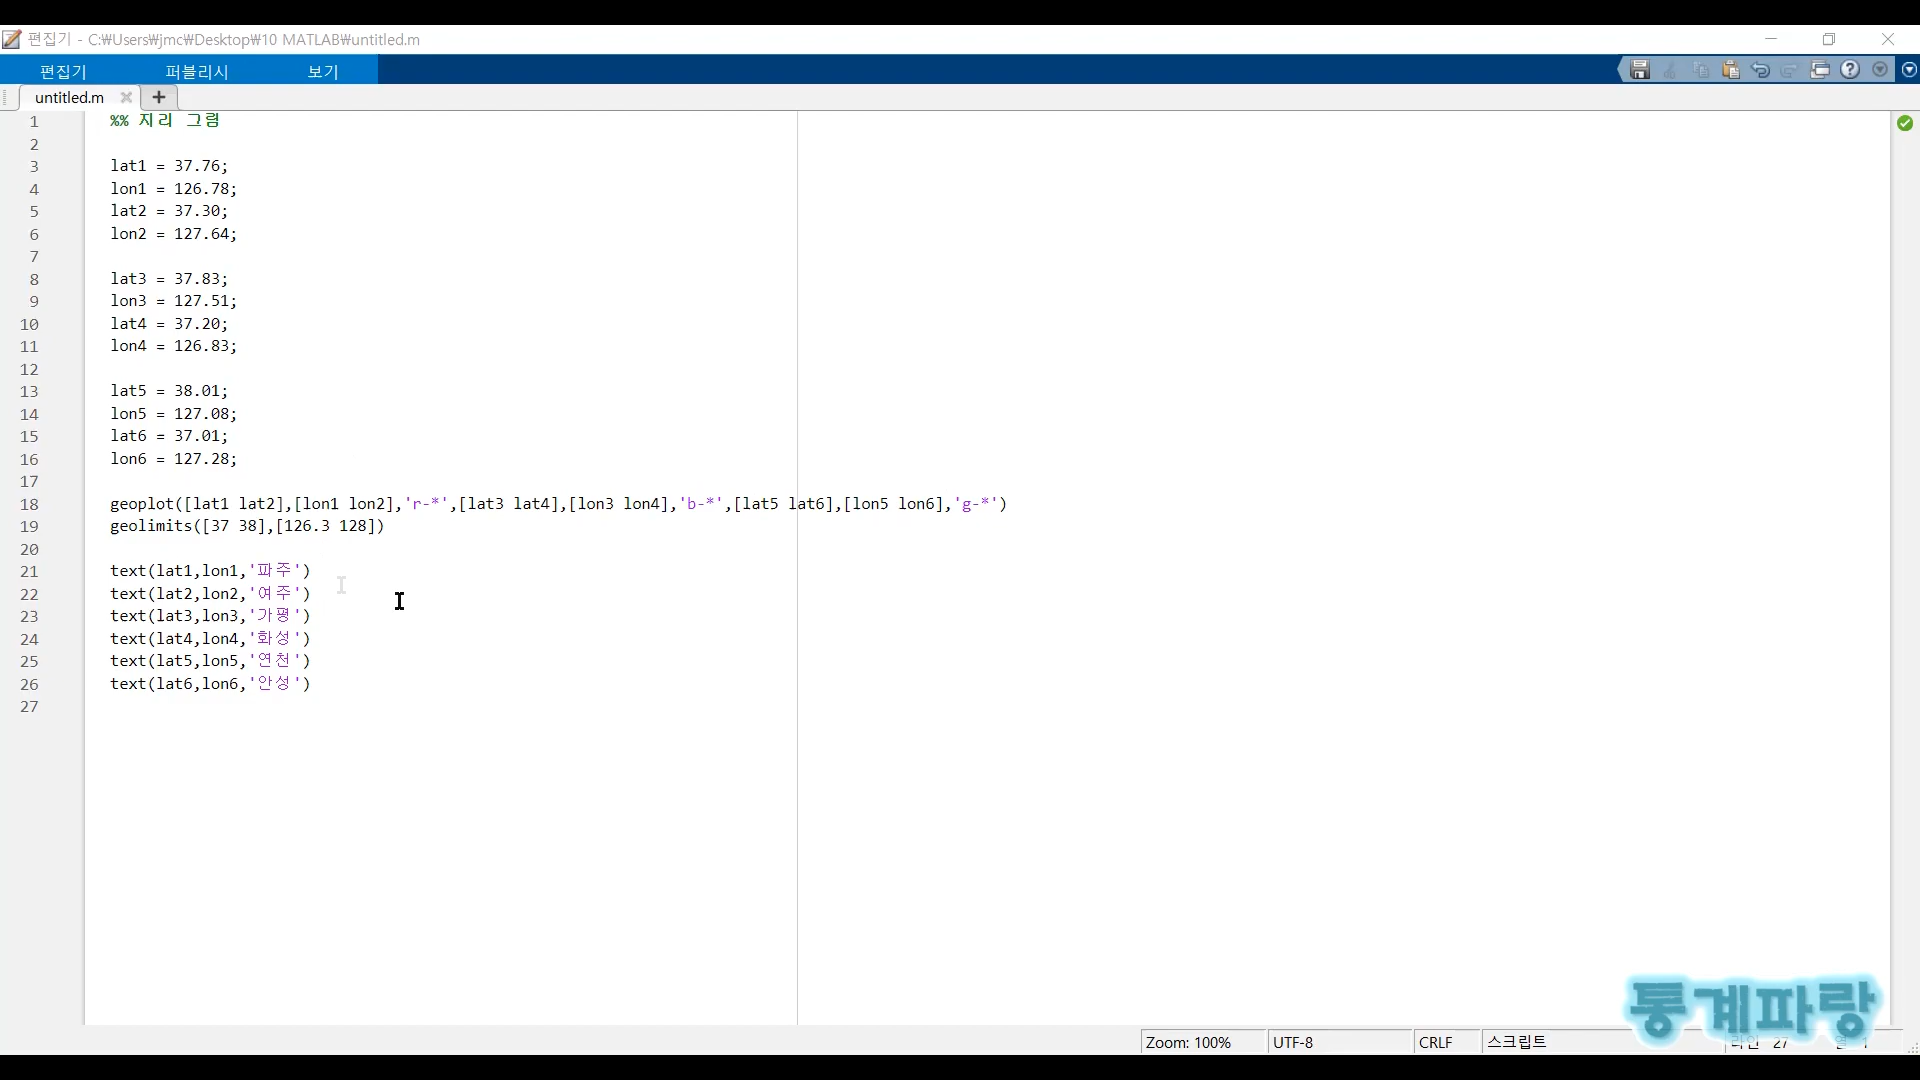 편집기 - C:₩Users₩jmc₩Desktop₩10 MATLAB₩untitled.m
편집기 퍼블리시 보기
untitled.m
1 %% 지리 그림
2
3 lat1 = 37.76;
4 lon1 = 126.78;
5 lat2 = 37.30;
6 lon2 = 127.64;
7
8 lat3 = 37.83;
9 lon3 = 127.51;
10 lat4 = 37.20;
11 lon4 = 126.83;
12
13 lat5 = 38.01;
14 lon5 = 127.08;
15 lat6 = 37.01;
16 lon6 = 127.28;
17
18 geoplot([lat1 lat2],[lon1 lon2],'r-*',[lat3 lat4],[lon3 lon4],'b-*',[lat5 lat6],[lon5 lon6],'g-*')
19 geolimits([37 38],[126.3 128])
20
21 text(lat1,lon1,'파주')
22 text(lat2,lon2,'여주')
23 text(lat3,lon3,'가평')
24 text(lat4,lon4,'화성')
25 text(lat5,lon5,'연천')
26 text(lat6,lon6,'안성')
27
통계파랑
Zoom: 100% UTF-8 CRLF 스크립트 라인 27 열 1